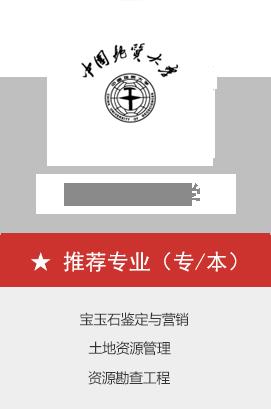 中国地质大学
★ 推荐专业（专/本）
宝玉石鉴定与营销
土地资源管理
资源勘查工程